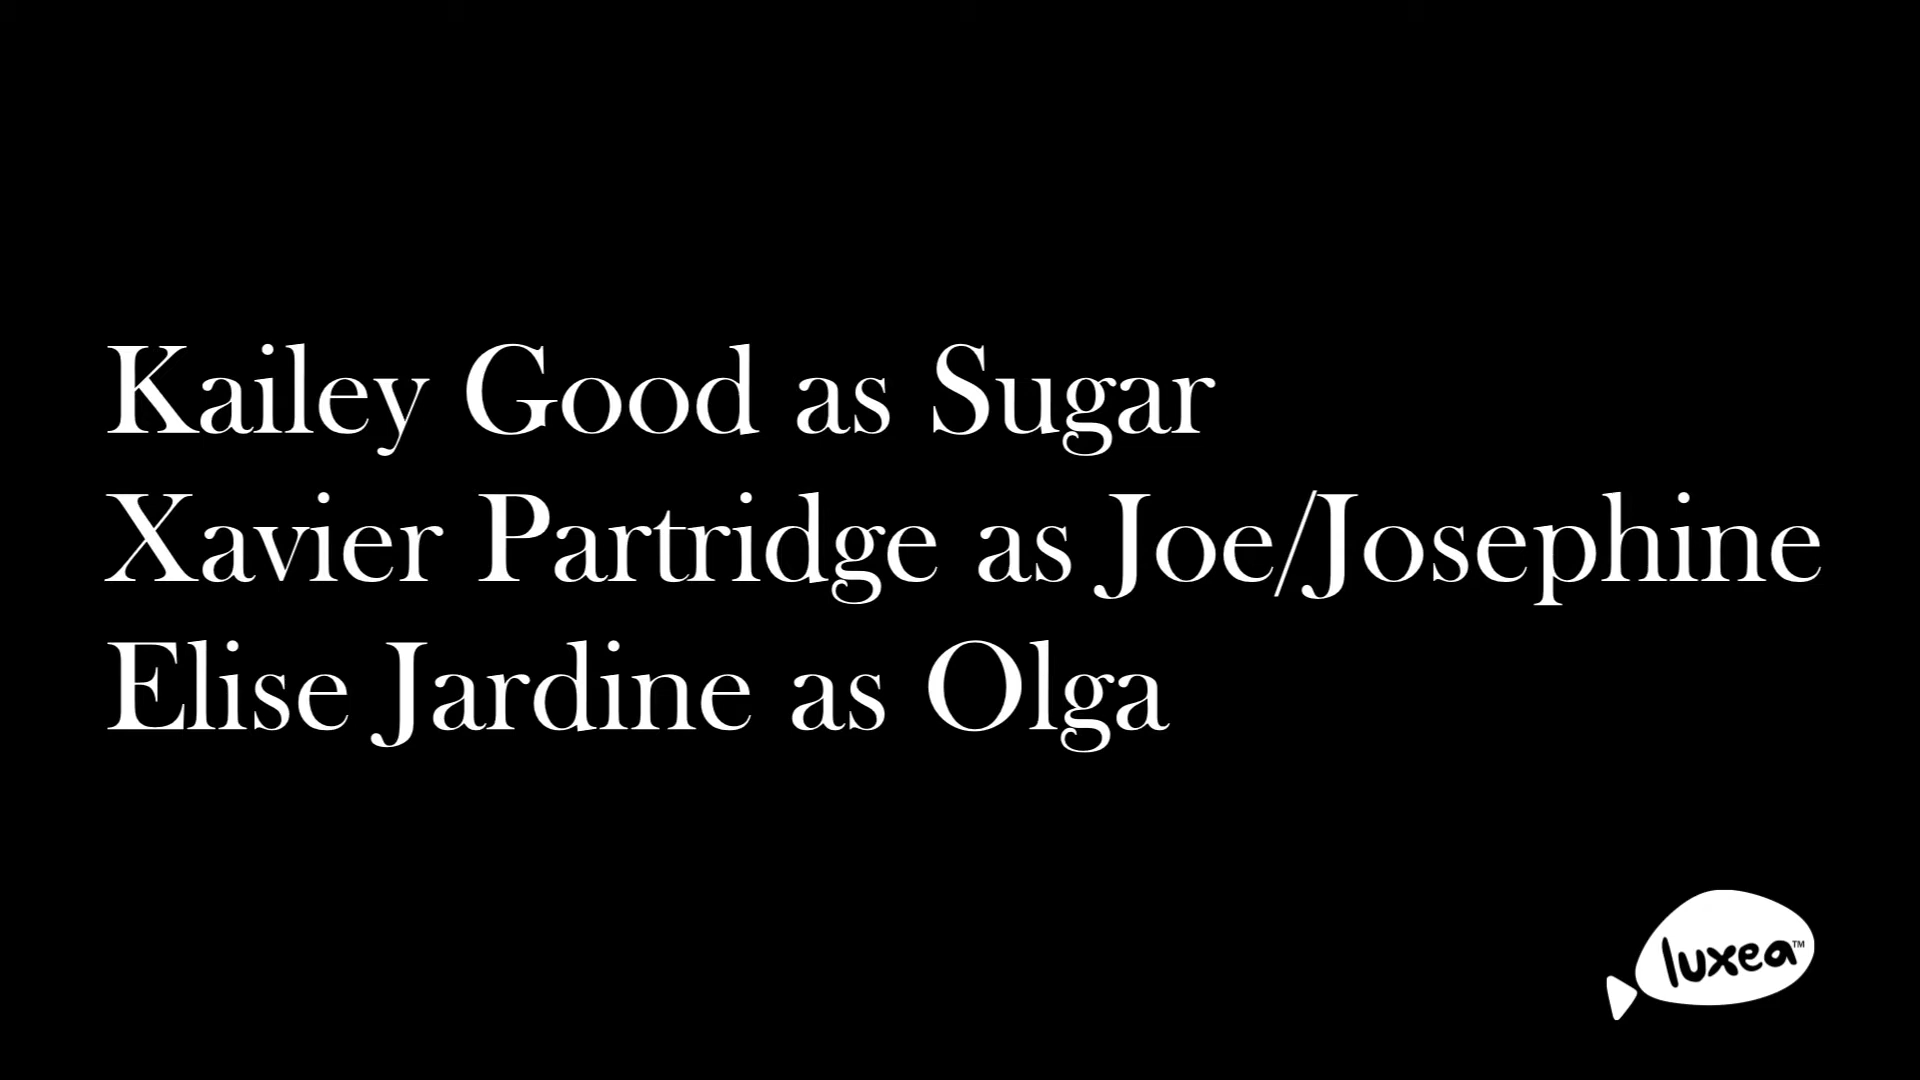 Kailey Good as Sugar
Xavier Partridge as Joe/Josephine
Elise Jardine as Olga
luxea™